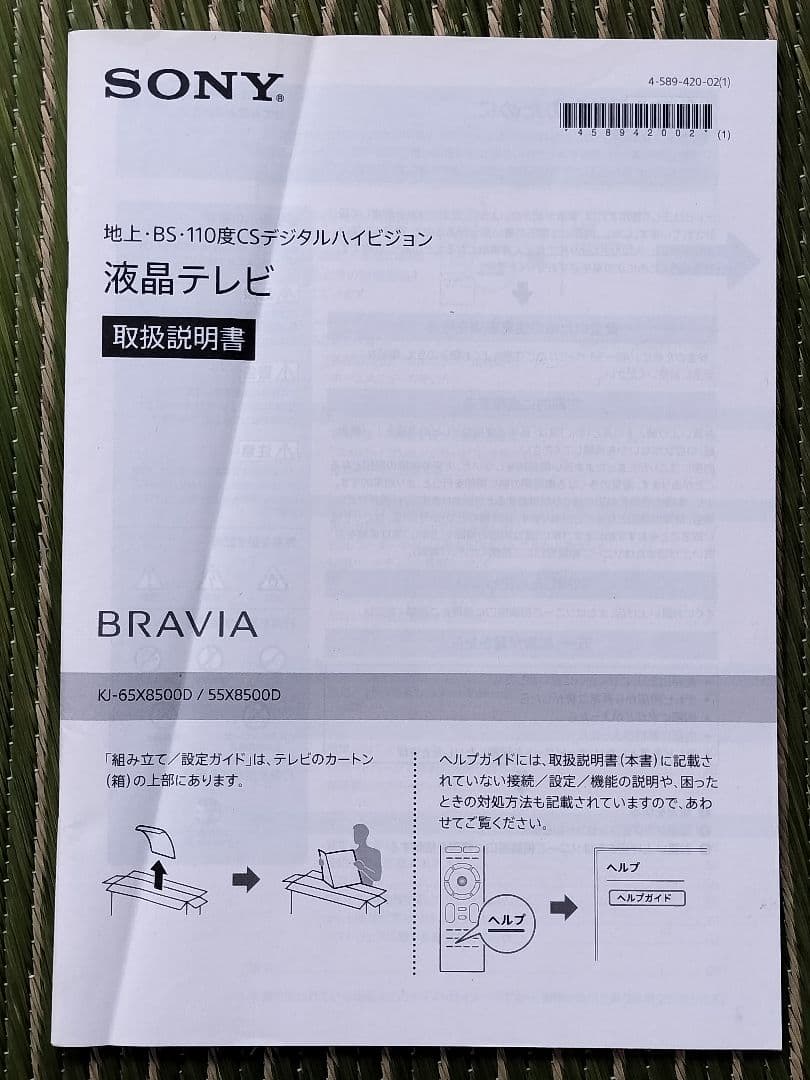 SONY®
4-589-420-02(1)
*458942002*
(1)
地上・BS・110度CSデジタルハイビジョン
液晶テレビ
取扱説明書
BRAVIA
KJ-65X8500D / 55X8500D
「組み立て／設定ガイド」は、テレビのカートン
（箱）の上部にあります。
ヘルプガイドには、取扱説明書（本書）に記載さ
れていない接続／設定／機能の説明や、困った
ときの対処方法も記載されていますので、あわ
せてご覧ください。
ヘルプ
ヘルプ
ヘルプガイド